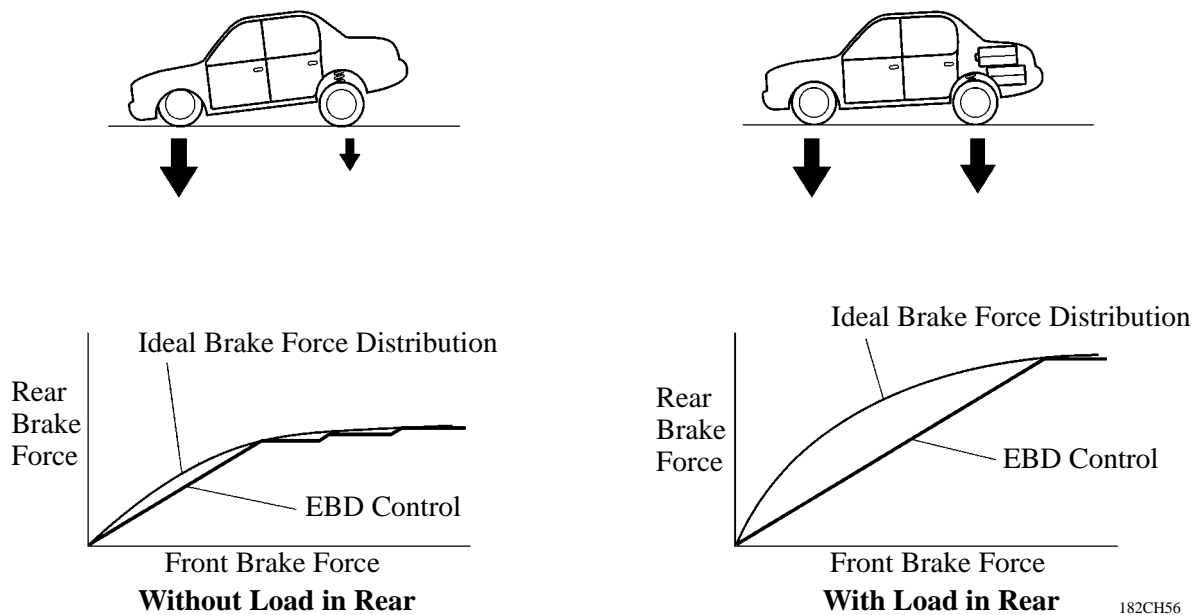 Ideal Brake Force Distribution
Rear
Brake
Force
EBD Control
Front Brake Force
Without Load in Rear
Ideal Brake Force Distribution
Rear
Brake
Force
EBD Control
Front Brake Force
With Load in Rear
182CH56